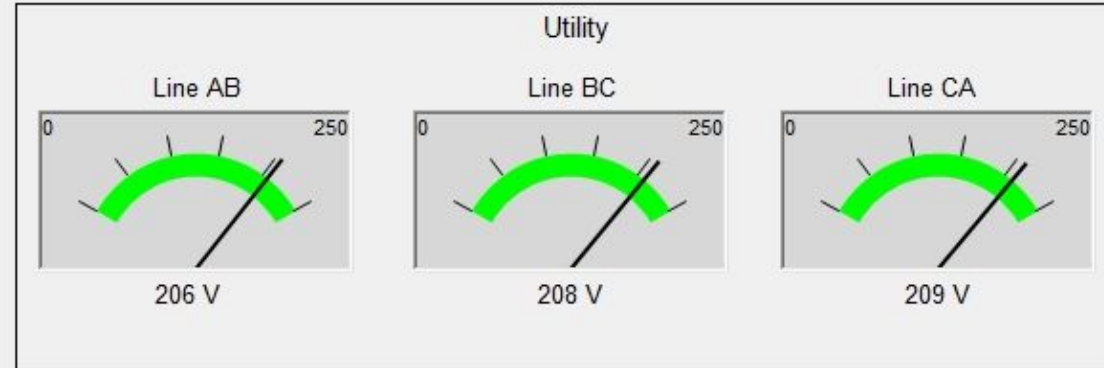 Utility
Line AB
Line BC
Line CA
0 250
0 250
0 250
206 V
208 V
209 V